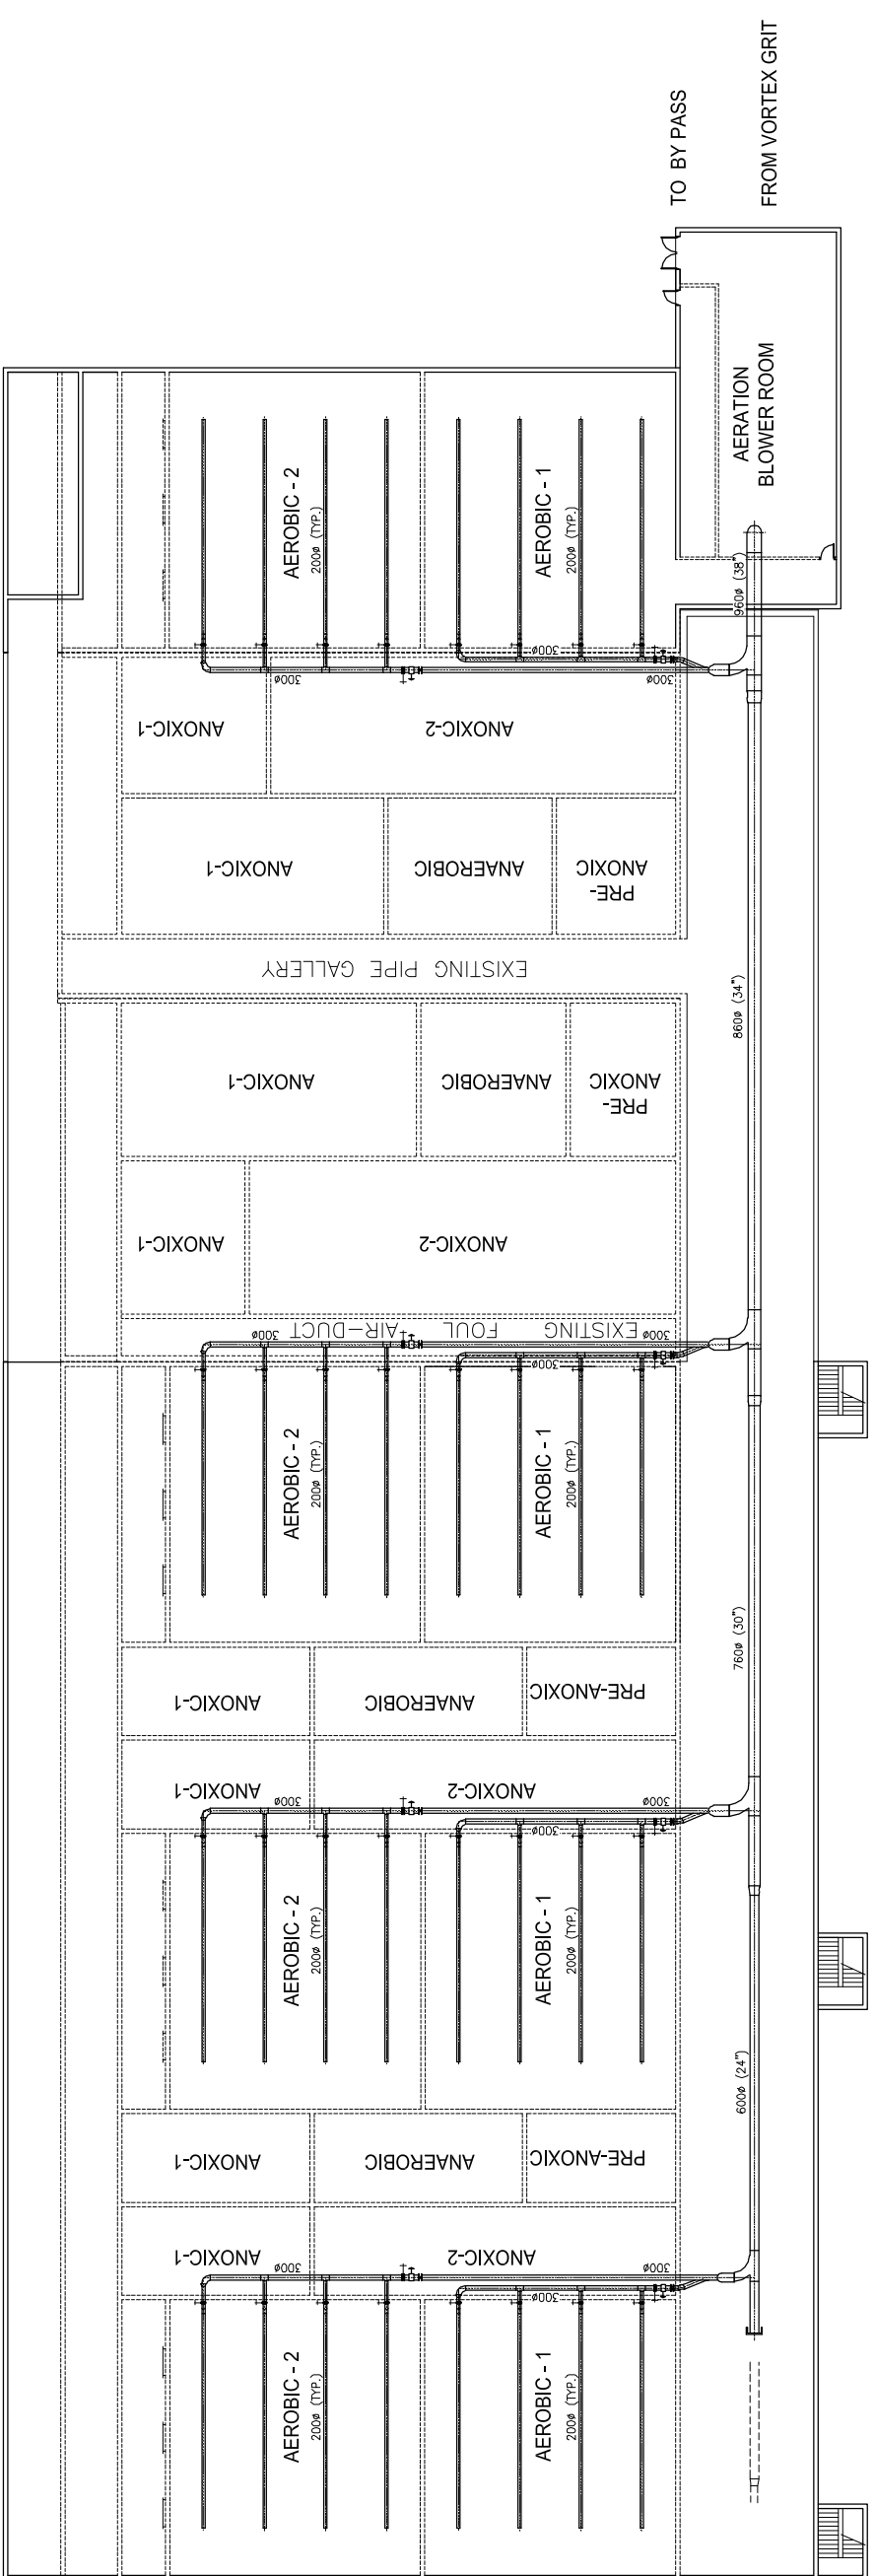 TO BY PASS
FROM VORTEX GRIT
AERATION
BLOWER ROOM
AEROBIC - 2
200ø (TYP.)
AEROBIC - 1
200ø (TYP.)
960ø (38")
300ø
300ø
300ø
ANOXIC-1
ANOXIC-2
ANOXIC-1
ANAEROBIC
PRE-
ANOXIC
EXISTING PIPE GALLERY
860ø (34")
ANOXIC-1
ANAEROBIC
PRE-
ANOXIC
ANOXIC-1
ANOXIC-2
EXISTING FOUL AIR-DUCT
300ø
300ø
300ø
AEROBIC - 2
200ø (TYP.)
AEROBIC - 1
200ø (TYP.)
760ø (30")
ANOXIC-1
ANAEROBIC
PRE-ANOXIC
ANOXIC-1
ANOXIC-2
300ø
300ø
300ø
AEROBIC - 2
200ø (TYP.)
AEROBIC - 1
200ø (TYP.)
600ø (24")
ANOXIC-1
ANAEROBIC
PRE-ANOXIC
ANOXIC-1
ANOXIC-2
300ø
300ø
300ø
AEROBIC - 2
200ø (TYP.)
AEROBIC - 1
200ø (TYP.)